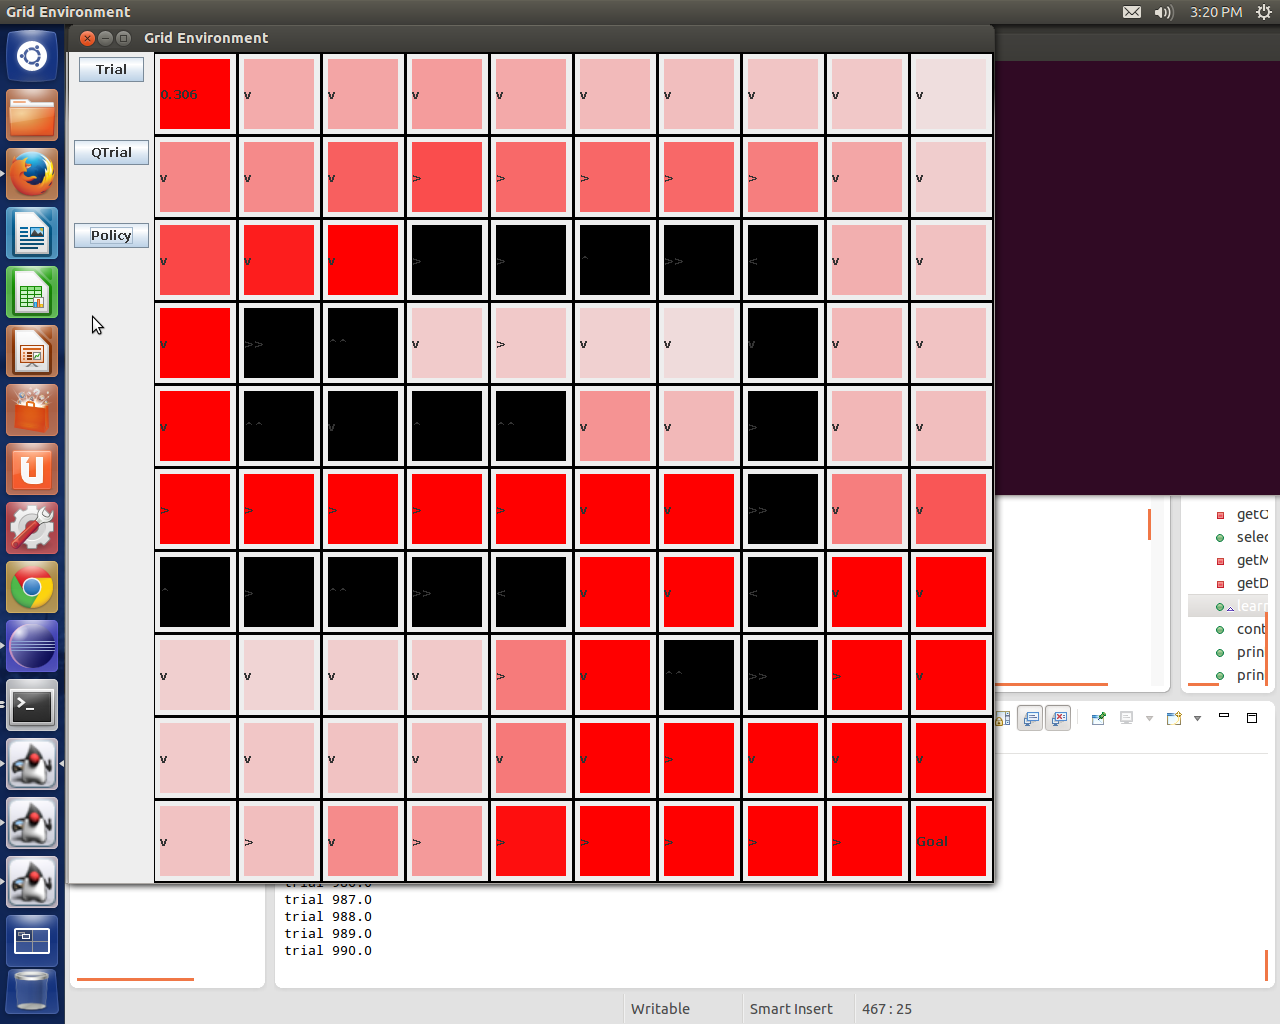 Grid Environment
3:20 PM
Grid Environment
Trial
0.306 v v v v v v v v v
QTrial
v v v > > > > > v v
Policy
v v v > > ^ >> < v v
v >> ^^ v > v v v v v
v ^^ v ^ ^^ v v > v v
> > > > > v v >> v v
^ > ^^ >> < v v < v v
v v v v > v ^^ >> > v
v v v v v v > v v v
v > v > > > > > > Goal
getC
selec
getM
getD
learn
cont
prin
prin
trial 987.0
trial 988.0
trial 989.0
trial 990.0
Writable
Smart Insert
467 : 25